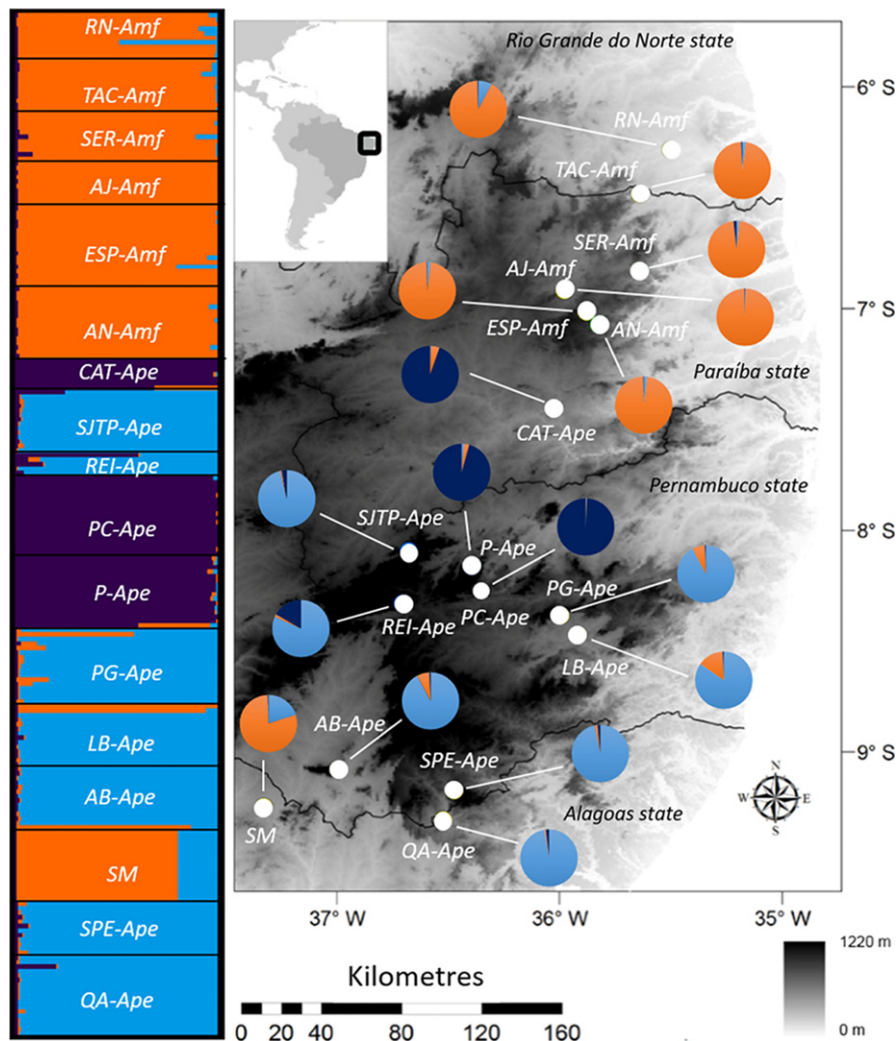 RN-Amf
TAC-Amf
SER-Amf
AJ-Amf
ESP-Amf
AN-Amf
CAT-Ape
SJTP-Ape
REI-Ape
PC-Ape
P-Ape
PG-Ape
LB-Ape
AB-Ape
SM
SPE-Ape
QA-Ape
Rio Grande do Norte state
6° S
RN-Amf
TAC-Amf
SER-Amf
AJ-Amf
7° S
ESP-Amf
AN-Amf
Paraíba state
CAT-Ape
Pernambuco state
SJTP-Ape
8° S
P-Ape
PG-Ape
REI-Ape
PC-Ape
LB-Ape
AB-Ape
SPE-Ape
9° S
Alagoas state
W
N
E
S
SM
QA-Ape
37° W
36° W
35° W
Kilometres
0
20
40
80
120
160
1220 m
0 m